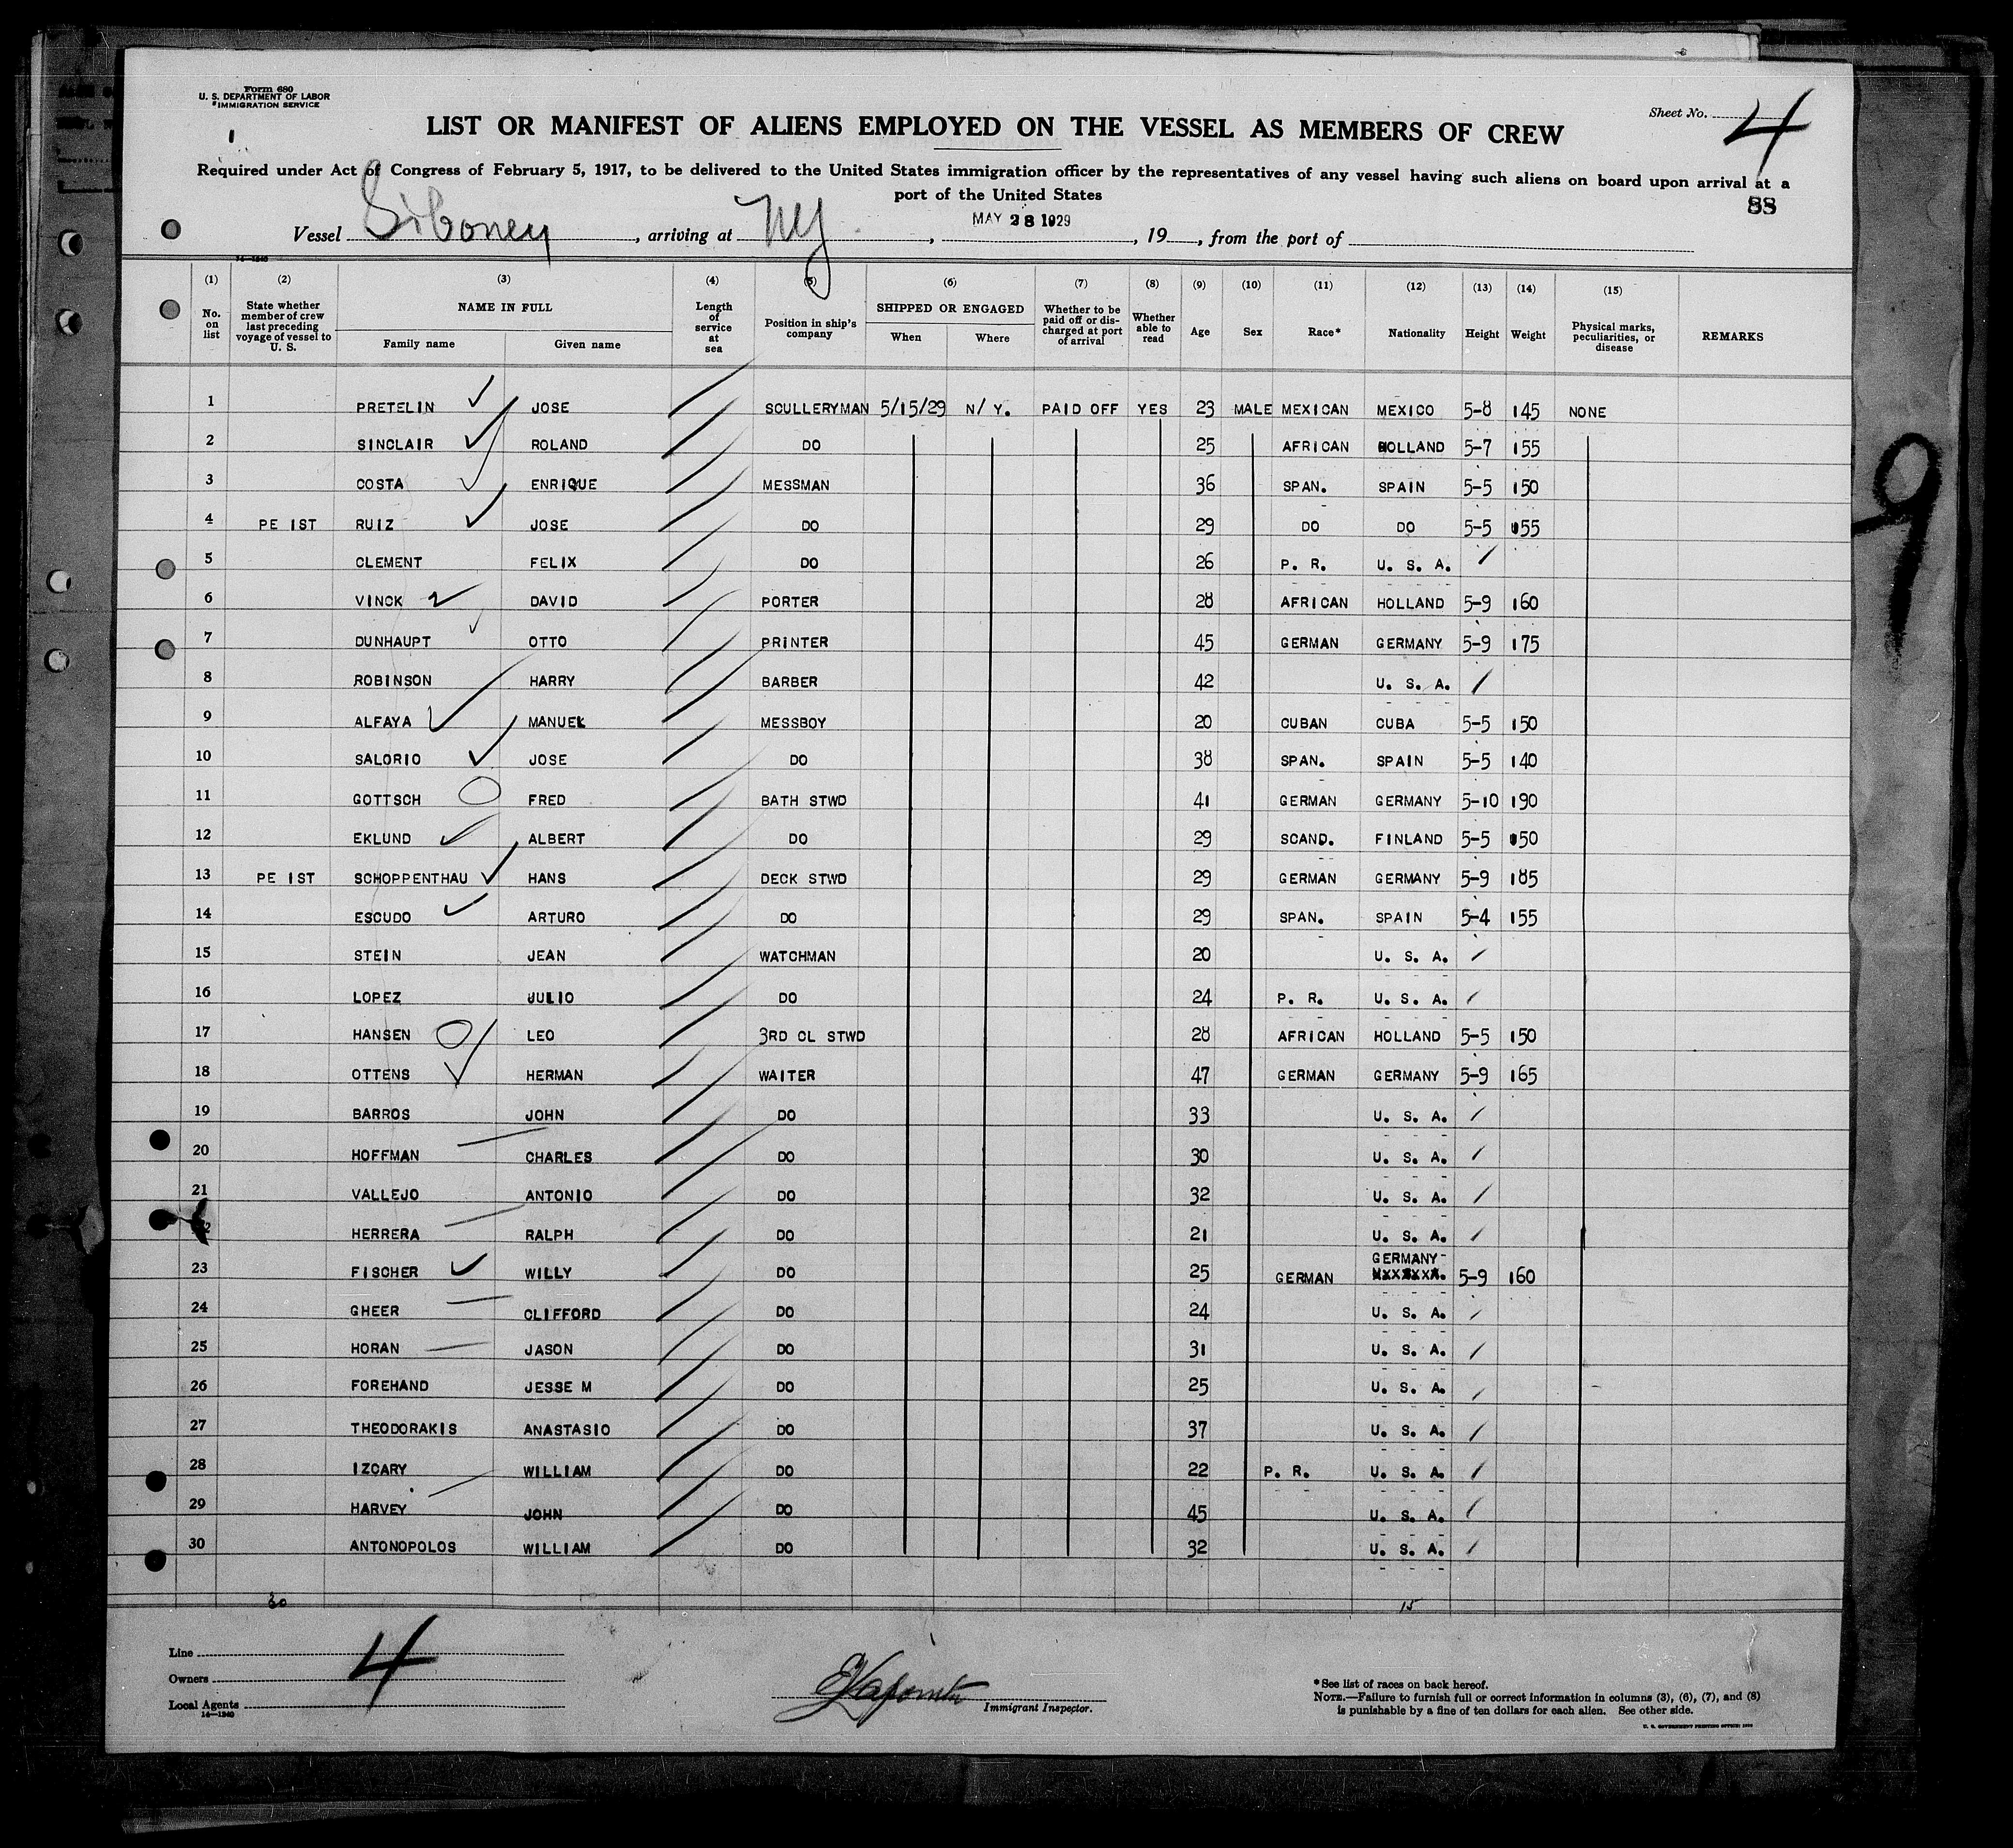 Form 680
U. S. DEPARTMENT OF LABOR
IMMIGRATION SERVICE
Sheet No. 4
LIST OR MANIFEST OF ALIENS EMPLOYED ON THE VESSEL AS MEMBERS OF CREW
Required under Act of Congress of February 5, 1917, to be delivered to the United States immigration officer by the representatives of any vessel having such aliens on board upon arrival at a
port of the United States
88
Vessel Siboney, arriving at NY, MAY 28 1929, 19, from the port of
14-1240
(1) (2) (3) (4) (5) (6) (7) (8) (9) (10) (11) (12) (13) (14) (15)
No. on list
State whether member of crew last preceding voyage of vessel to U. S.
NAME IN FULL
Family name
Given name
Length of service at sea
Position in ship's company
SHIPPED OR ENGAGED
When
Where
Whether to be paid off or discharged at port of arrival
Whether able to read
Age
Sex
Race*
Nationality
Height
Weight
Physical marks, peculiarities, or disease
REMARKS
1 PRETELIN JOSE SCULLERYMAN 5/15/29 N/Y. PAID OFF YES 23 MALE MEXICAN MEXICO 5-8 145 NONE
2 SINCLAIR ROLAND DO 25 AFRICAN HOLLAND 5-7 155
3 COSTA ENRIQUE MESSMAN 36 SPAN. SPAIN 5-5 150
4 PE 1ST RUIZ JOSE DO 29 DO DO 5-5 155
5 CLEMENT FELIX DO 26 P. R. U. S. A.
6 VINCK DAVID PORTER 28 AFRICAN HOLLAND 5-9 160
7 DUNHAUPT OTTO PRINTER 45 GERMAN GERMANY 5-9 175
8 ROBINSON HARRY BARBER 42 U. S. A.
9 ALFAYA MANUEL MESSBOY 20 CUBAN CUBA 5-5 150
10 SALORIO JOSE DO 38 SPAN. SPAIN 5-5 140
11 GOTTSCH FRED BATH STWD 41 GERMAN GERMANY 5-10 190
12 EKLUND ALBERT DO 29 SCAND. FINLAND 5-5 150
13 PE 1ST SCHOPPENTHAU HANS DECK STWD 29 GERMAN GERMANY 5-9 185
14 ESCUDO ARTURO DO 29 SPAN. SPAIN 5-4 155
15 STEIN JEAN WATCHMAN 20 U. S. A.
16 LOPEZ JULIO DO 24 P. R. U. S. A.
17 HANSEN LEO 3RD CL STWD 28 AFRICAN HOLLAND 5-5 150
18 OTTENS HERMAN WAITER 47 GERMAN GERMANY 5-9 165
19 BARROS JOHN DO 33 U. S. A.
20 HOFFMAN CHARLES DO 30 U. S. A.
21 VALLEJO ANTONIO DO 32 U. S. A.
22 HERRERA RALPH DO 21 U. S. A.
GERMANY
23 FISCHER WILLY DO 25 GERMAN 5-9 160
24 GHEER CLIFFORD DO 24 U. S. A.
25 HORAN JASON DO 31 U. S. A.
26 FOREHAND JESSE M DO 25 U. S. A.
27 THEODORAKIS ANASTASIO DO 37 U. S. A.
28 IZCARY WILLIAM DO 22 P. R. U. S. A.
29 HARVEY JOHN DO 45 U. S. A.
30 ANTONOPOLOS WILLIAM DO 32 U. S. A.
30 15
9
Line
Owners
Local Agents
14-1240
4
Immigrant Inspector.
*See list of races on back hereof.
NOTE.—Failure to furnish full or correct information in columns (3), (6), (7), and (8)
is punishable by a fine of ten dollars for each alien. See other side.